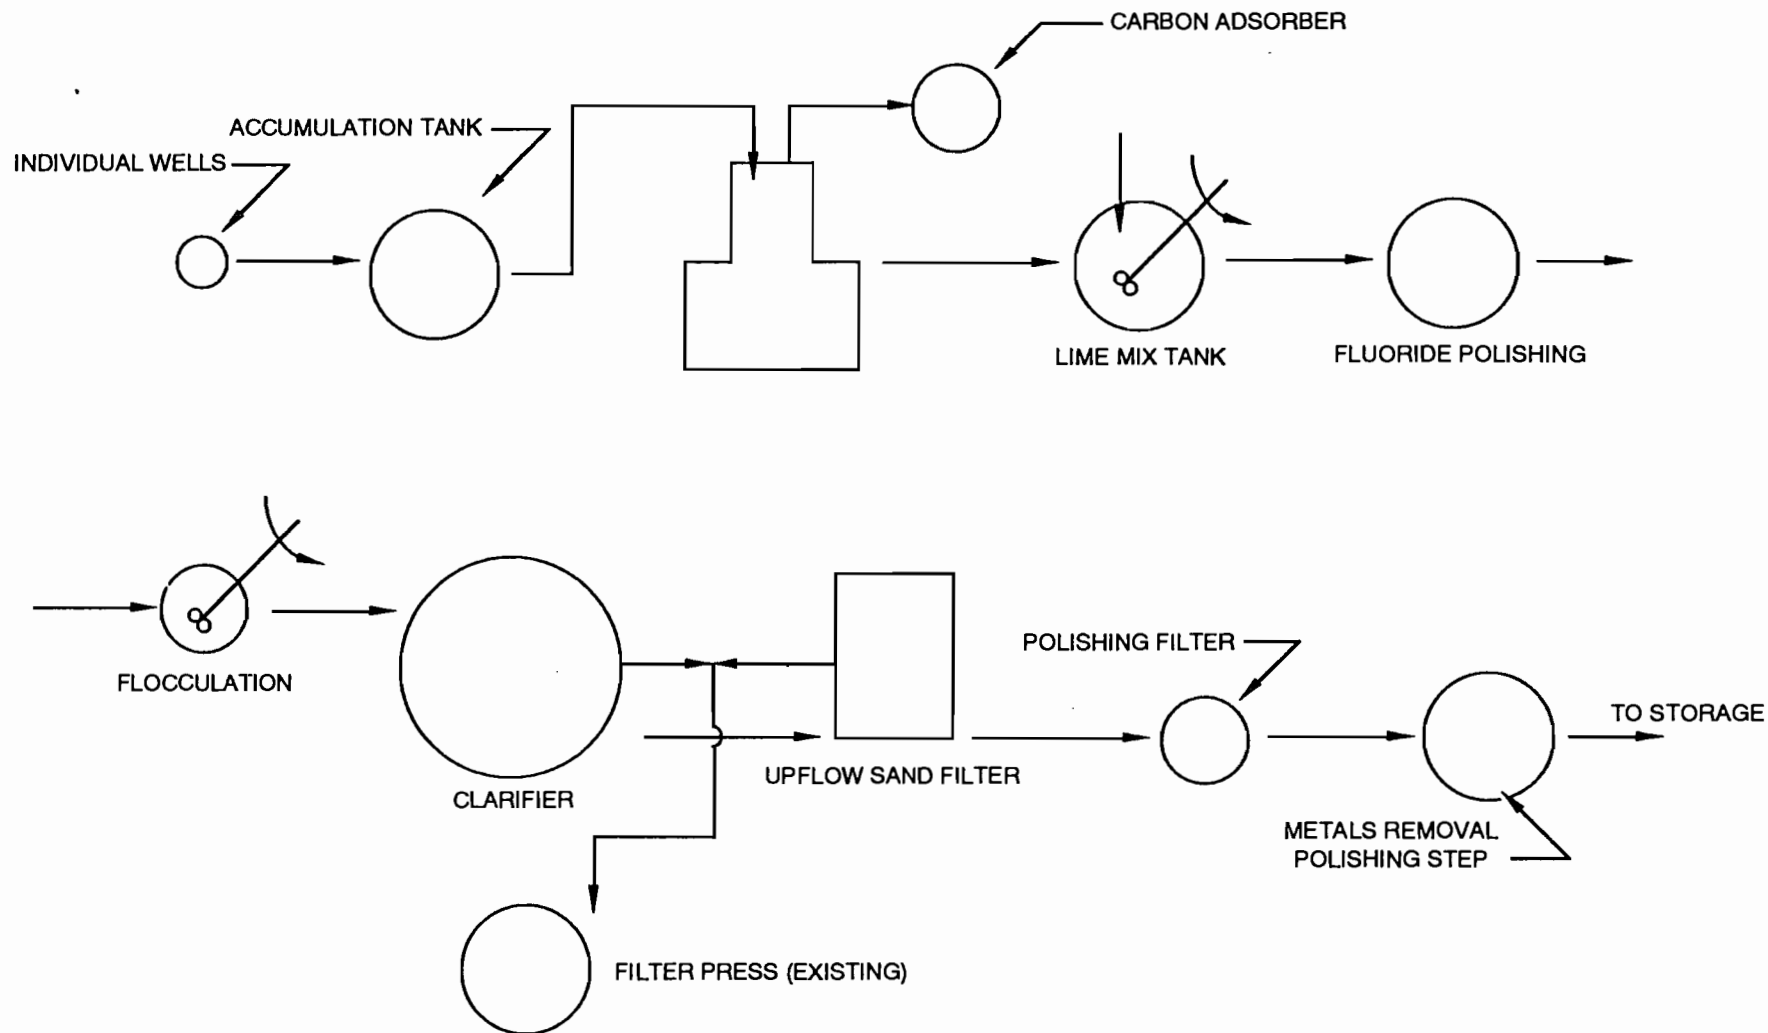 CARBON ADSORBER
ACCUMULATION TANK
INDIVIDUAL WELLS
LIME MIX TANK
FLUORIDE POLISHING
FLOCCULATION
POLISHING FILTER
TO STORAGE
UPFLOW SAND FILTER
CLARIFIER
METALS REMOVAL
POLISHING STEP
FILTER PRESS (EXISTING)